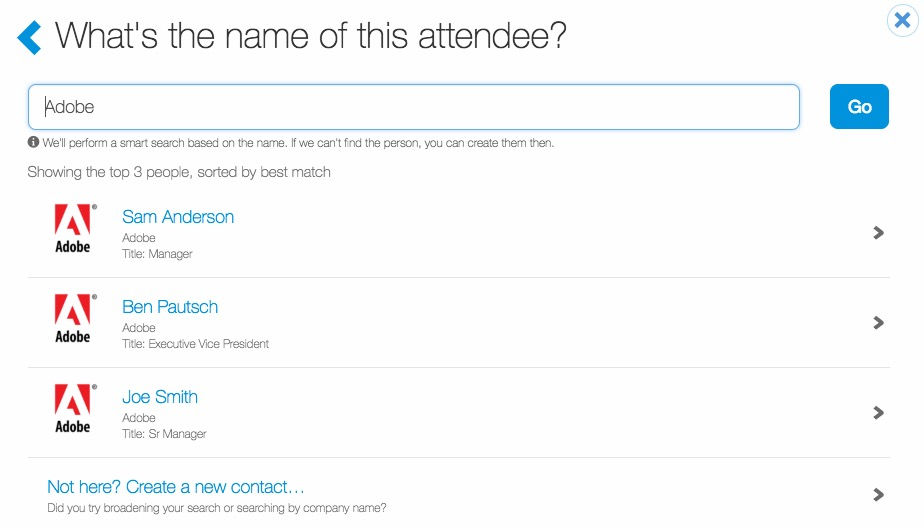 What's the name of this attendee?
Adobe
Go
We'll perform a smart search based on the name. If we can't find the person, you can create them then.
Showing the top 3 people, sorted by best match
Adobe
Sam Anderson
Adobe
Title: Manager
Adobe
Ben Pautsch
Adobe
Title: Executive Vice President
Adobe
Joe Smith
Adobe
Title: Sr Manager
Not here? Create a new contact…
Did you try broadening your search or searching by company name?